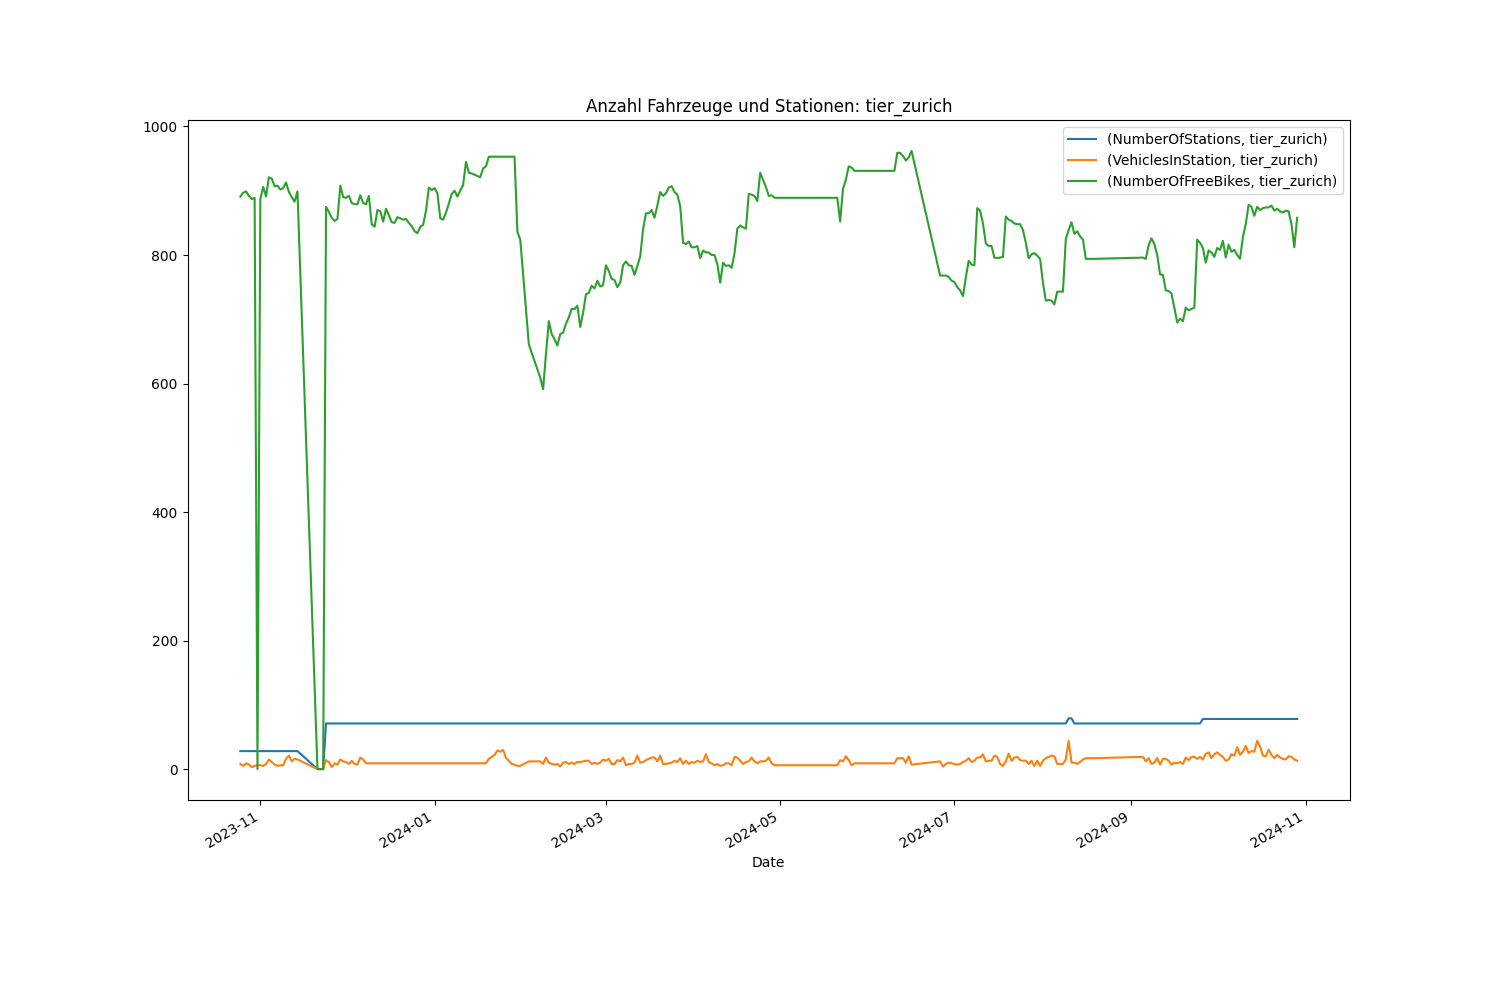 Anzahl Fahrzeuge und Stationen: tier_zurich
(NumberOfStations, tier_zurich)
(VehiclesInStation, tier_zurich)
(NumberOfFreeBikes, tier_zurich)
1000
800
600
400
200
0
2023-11
2024-01
2024-03
2024-05
2024-07
2024-09
2024-11
Date